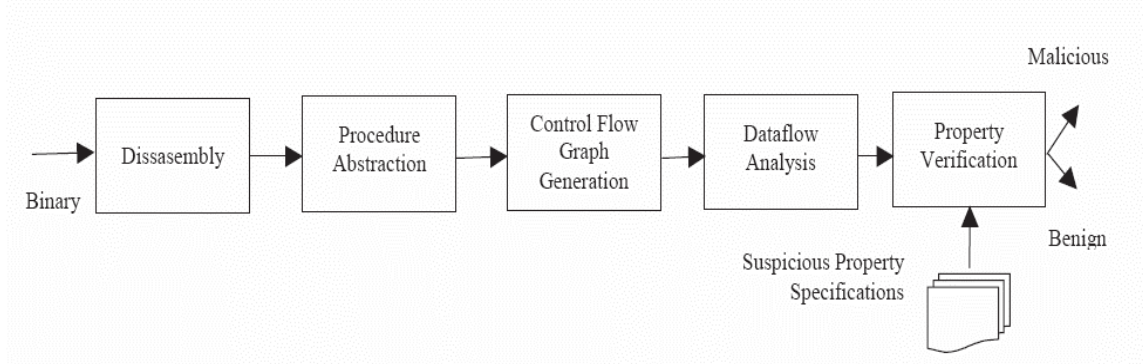 Malicious
Binary
Dissasembly
Procedure
Abstraction
Control Flow
Graph
Generation
Dataflow
Analysis
Property
Verification
Benign
Suspicious Property
Specifications